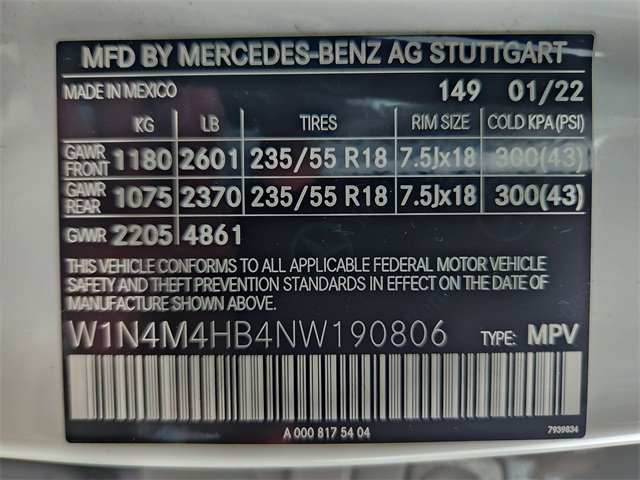 MFD BY MERCEDES-BENZ AG STUTTGART
MADE IN MEXICO 149 01/22
KG LB TIRES RIM SIZE COLD KPA(PSI)
GAWR FRONT 1180 2601 235/55 R18 7.5Jx18 300(43)
GAWR REAR 1075 2370 235/55 R18 7.5Jx18 300(43)
GVWR 2205 4861
THIS VEHICLE CONFORMS TO ALL APPLICABLE FEDERAL MOTOR VEHICLE
SAFETY AND THEFT PREVENTION STANDARDS IN EFFECT ON THE DATE
OF MANUFACTURE SHOWN ABOVE.
W1N4M4HB4NW190806 TYPE: MPV
A 000 817 54 04 7939834